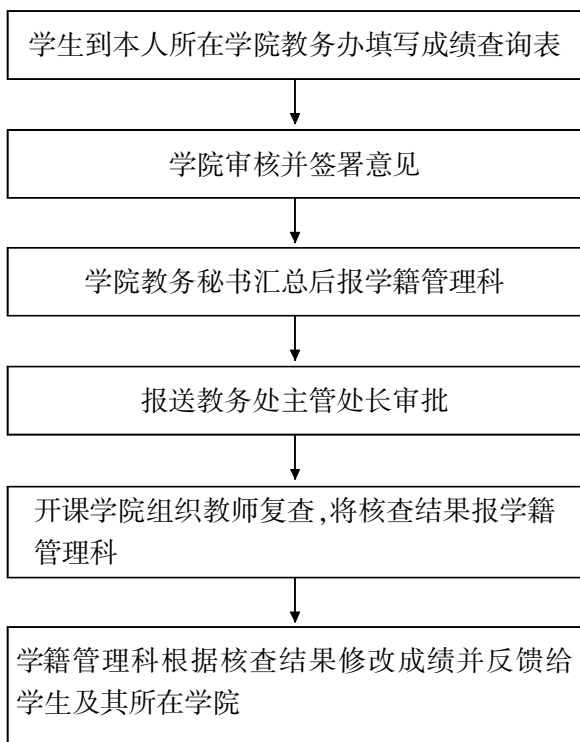 学生到本人所在学院教务办填写成绩查询表
学院审核并签署意见
学院教务秘书汇总后报学籍管理科
报送教务处主管处长审批
开课学院组织教师复查,将核查结果报学籍
管理科
学籍管理科根据核查结果修改成绩并反馈给
学生及其所在学院